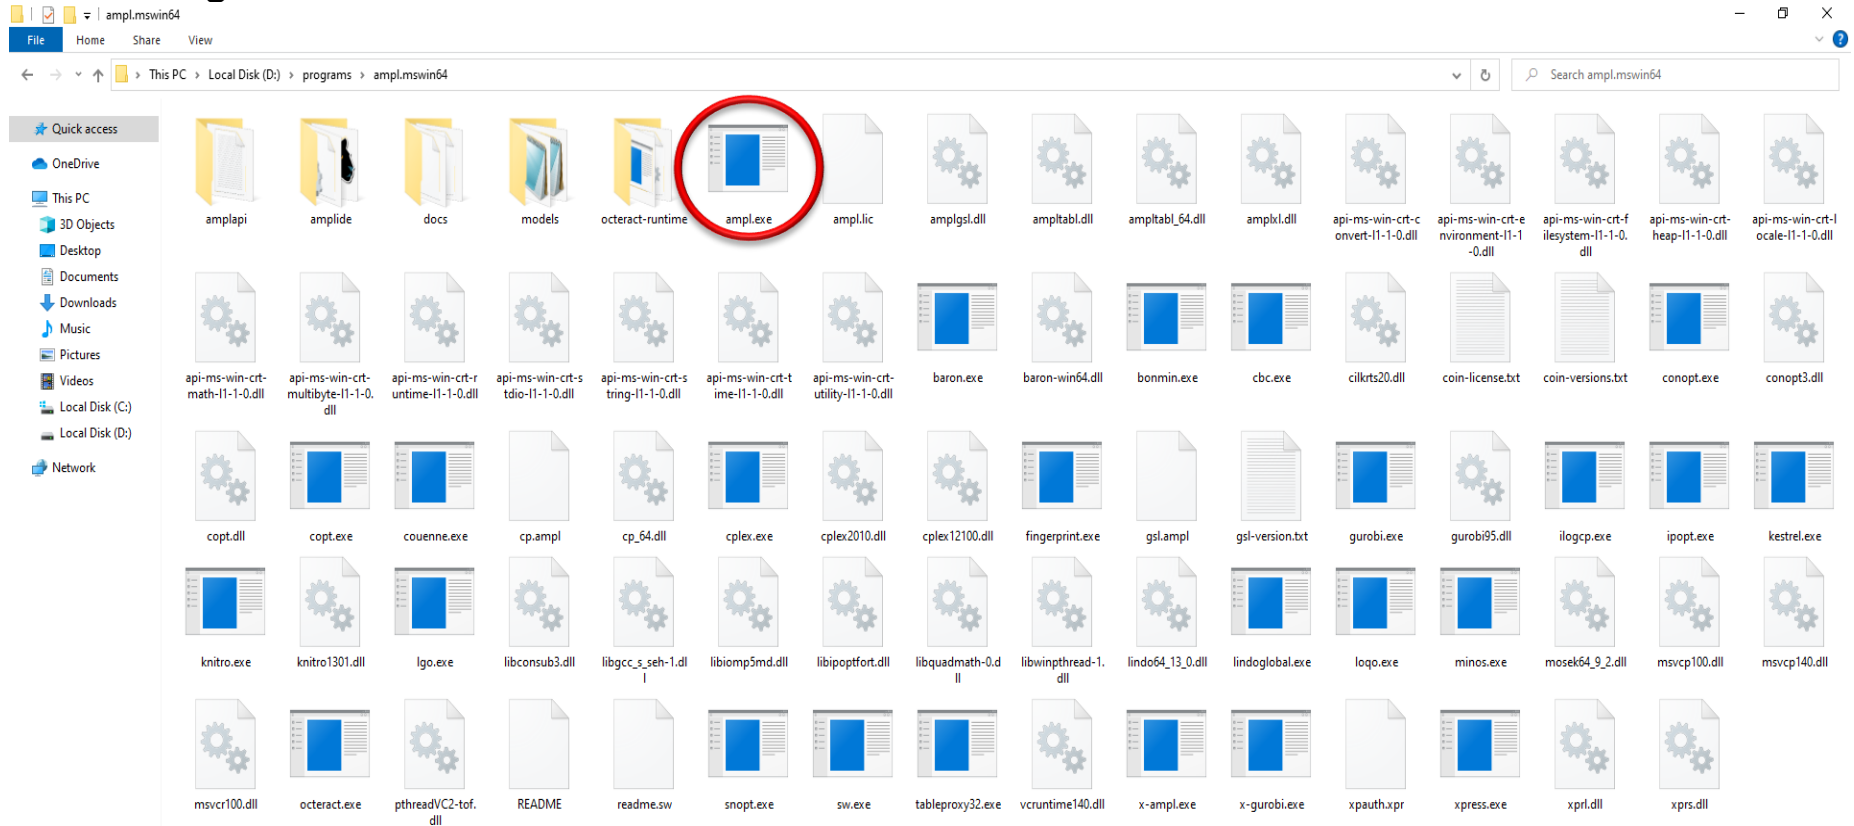 ampl.mswin64
File Home Share View
This PC > Local Disk (D:) > programs > ampl.mswin64
Search ampl.mswin64
Quick access
OneDrive
This PC
3D Objects
Desktop
Documents
Downloads
Music
Pictures
Videos
Local Disk (C:)
Local Disk (D:)
Network
amplapi
amplide
docs
models
octeract-runtime
ampl.exe
ampl.lic
amplgsl.dll
ampltabl.dll
ampltabl_64.dll
amplxl.dll
api-ms-win-crt-c
onvert-l1-1-0.dll
api-ms-win-crt-e
nvironment-l1-1
-0.dll
api-ms-win-crt-f
ilesystem-l1-1-0.
dll
api-ms-win-crt-
heap-l1-1-0.dll
api-ms-win-crt-l
ocale-l1-1-0.dll
api-ms-win-crt-
math-l1-1-0.dll
api-ms-win-crt-
multibyte-l1-1-0.
dll
api-ms-win-crt-r
untime-l1-1-0.dll
api-ms-win-crt-s
tdio-l1-1-0.dll
api-ms-win-crt-s
tring-l1-1-0.dll
api-ms-win-crt-t
ime-l1-1-0.dll
api-ms-win-crt-
utility-l1-1-0.dll
baron.exe
baron-win64.dll
bonmin.exe
cbc.exe
cilkrts20.dll
coin-license.txt
coin-versions.txt
conopt.exe
conopt3.dll
copt.dll
copt.exe
couenne.exe
cp.ampl
cp_64.dll
cplex.exe
cplex2010.dll
cplex12100.dll
fingerprint.exe
gsl.ampl
gsl-version.txt
gurobi.exe
gurobi95.dll
ilogcp.exe
ipopt.exe
kestrel.exe
knitro.exe
knitro1301.dll
lgo.exe
libconsub3.dll
libgcc_s_seh-1.dl
l
libiomp5md.dll
libipoptfort.dll
libquadmath-0.d
ll
libwinpthread-1.
dll
lindo64_13_0.dll
lindoglobal.exe
loqo.exe
minos.exe
mosek64_9_2.dll
msvcp100.dll
msvcp140.dll
msvcr100.dll
octeract.exe
pthreadVC2-tof.
dll
README
readme.sw
snopt.exe
sw.exe
tableproxy32.exe
vcruntime140.dll
x-ampl.exe
x-gurobi.exe
xpauth.xpr
xpress.exe
xprl.dll
xprs.dll